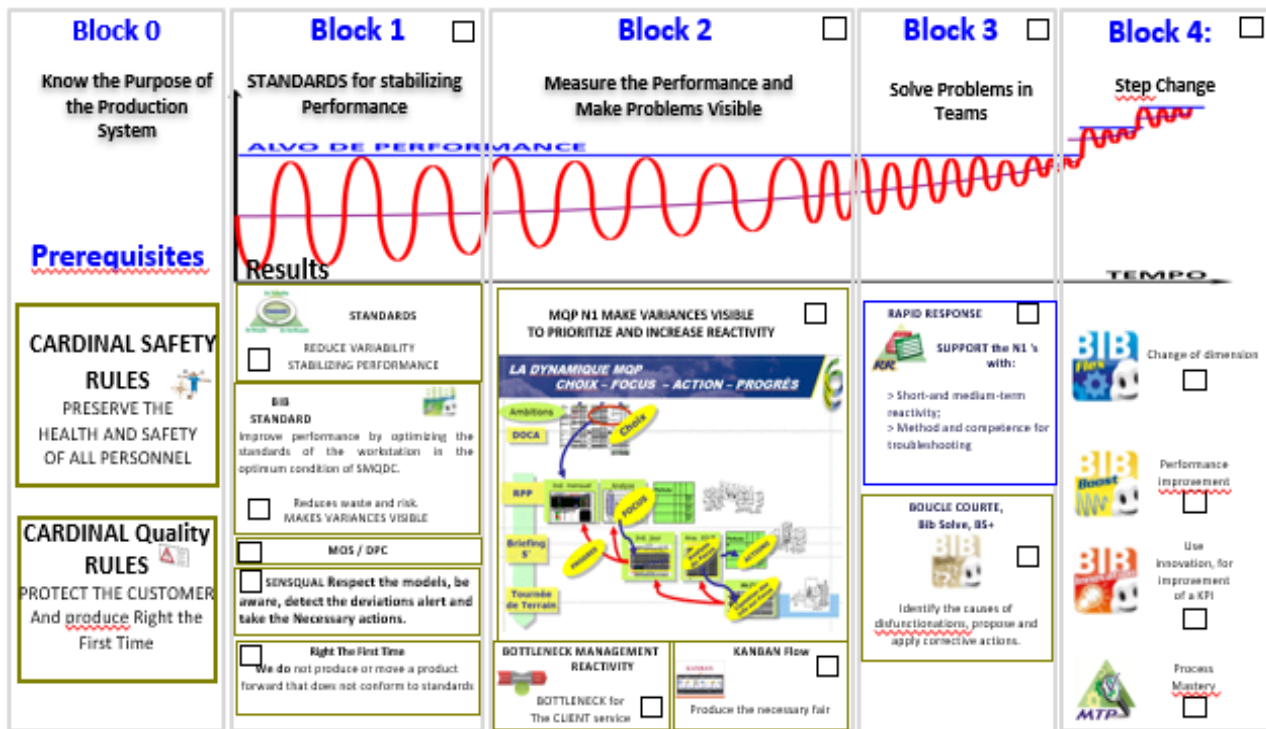 Block 0
Know the Purpose of
the Production
System
Prerequisites
CARDINAL SAFETY
RULES
PRESERVE THE
HEALTH AND SAFETY
OF ALL PERSONNEL
CARDINAL Quality
RULES
PROTECT THE CUSTOMER
And produce Right the
First Time
Block 1
STANDARDS for stabilizing
Performance
ALVO DE PERFORMANCE
Results
STANDARDS
REDUCE VARIABILITY
STABILIZING PERFORMANCE
BIB
STANDARD
Improve performance by optimizing the
standards of the workstation in the
optimum condition of SMQDC.
Reduces waste and risk.
MAKES VARIANCES VISIBLE
MOS / DPC
SENSQUAL Respect the models, be
aware, detect the deviations alert and
take the Necessary actions.
Right The First Time
We do not produce or move a product
forward that does not conform to standards
Block 2
Measure the Performance and
Make Problems Visible
MQP N1 MAKE VARIANCES VISIBLE
TO PRIORITIZE AND INCREASE REACTIVITY
LA DYNAMIQUE MQP
CHOIX – FOCUS – ACTION – PROGRÈS
Ambitions
Choix
DOCA
RPP
FOCUS
Briefing
5'
ACTIONS
Tournée
de Terrain
BOTTLENECK MANAGEMENT
REACTIVITY
BOTTLENECK for
The CLIENT service
KANBAN Flow
KANBAN
Produce the necessary fair
Block 3
Solve Problems in
Teams
RAPID RESPONSE
RR
SUPPORT the N1 's
with:
> Short-and medium-term
reactivity;
> Method and competence for
troubleshooting
BOUCLE COURTE,
Bib Solve, BS+
BIB
Identify the causes of
disfunctionations, propose and
apply corrective actions.
Block 4:
Step Change
TEMPO
BIB
Flex
Change of dimension
BIB
Boost
Performance
improvement
BIB
Use
innovation, for
improvement
of a KPI
MTP
Process
Mastery